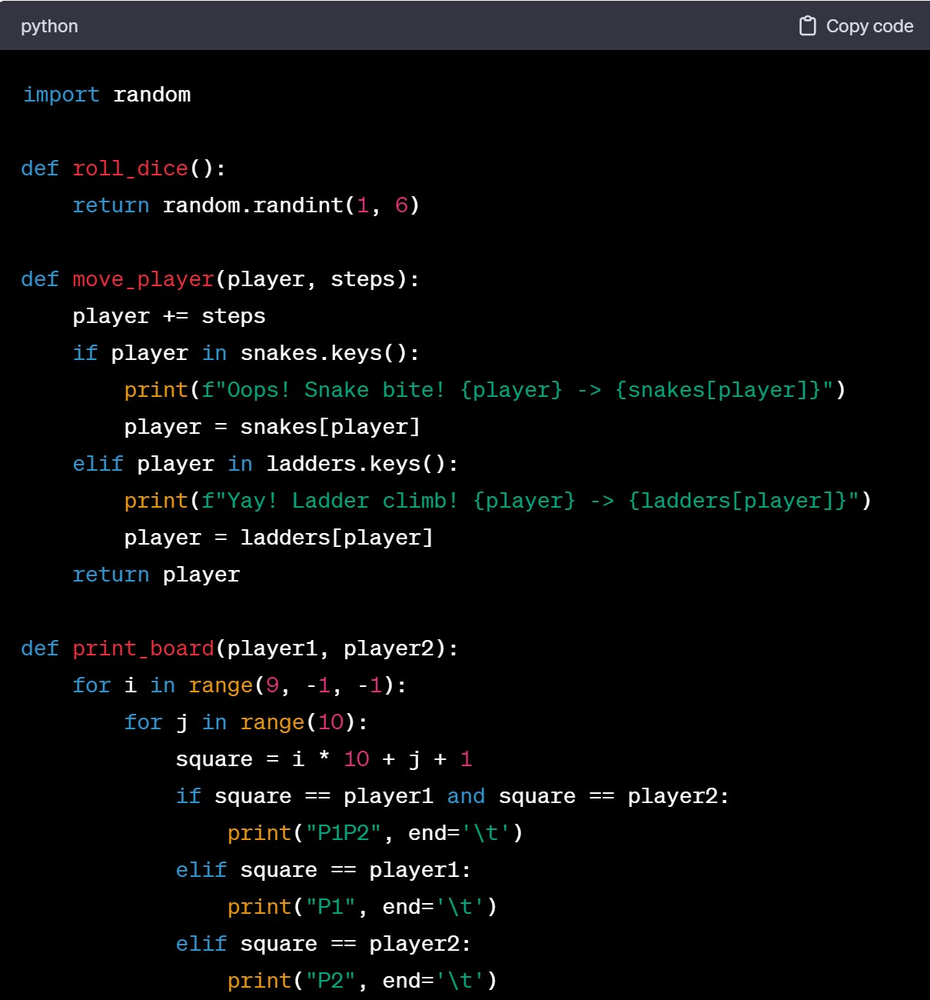 python
Copy code
import random
def roll_dice():
    return random.randint(1, 6)
def move_player(player, steps):
    player += steps
    if player in snakes.keys():
        print(f"Oops! Snake bite! {player} -> {snakes[player]}")
        player = snakes[player]
    elif player in ladders.keys():
        print(f"Yay! Ladder climb! {player} -> {ladders[player]}")
        player = ladders[player]
    return player
def print_board(player1, player2):
    for i in range(9, -1, -1):
        for j in range(10):
            square = i * 10 + j + 1
            if square == player1 and square == player2:
                print("P1P2", end='\t')
            elif square == player1:
                print("P1", end='\t')
            elif square == player2:
                print("P2", end='\t')